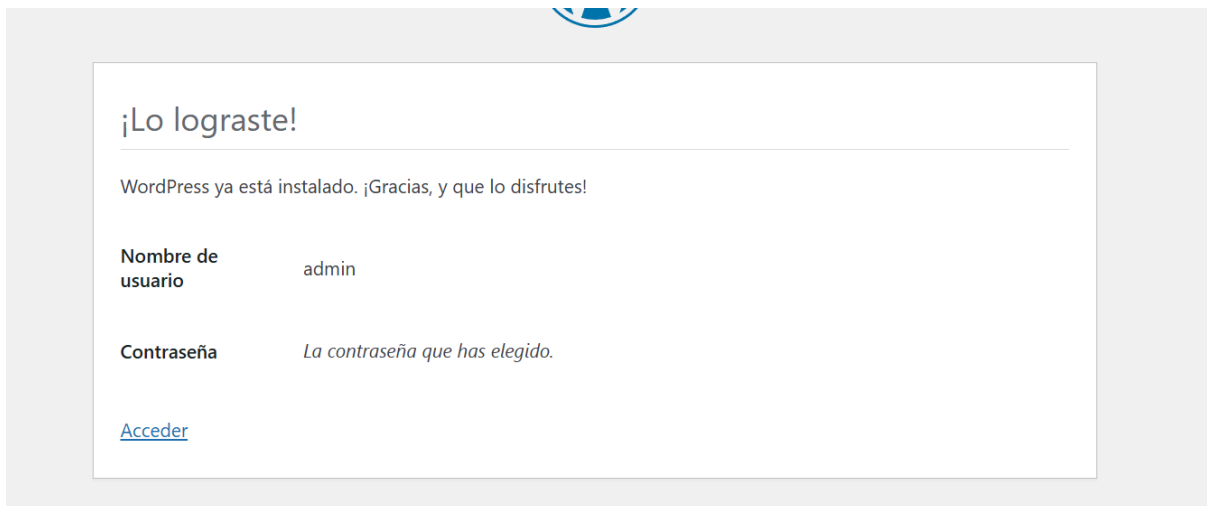 ¡Lo lograste!
WordPress ya está instalado. ¡Gracias, y que lo disfrutes!
Nombre de
usuario
admin
Contraseña
La contraseña que has elegido.
Acceder